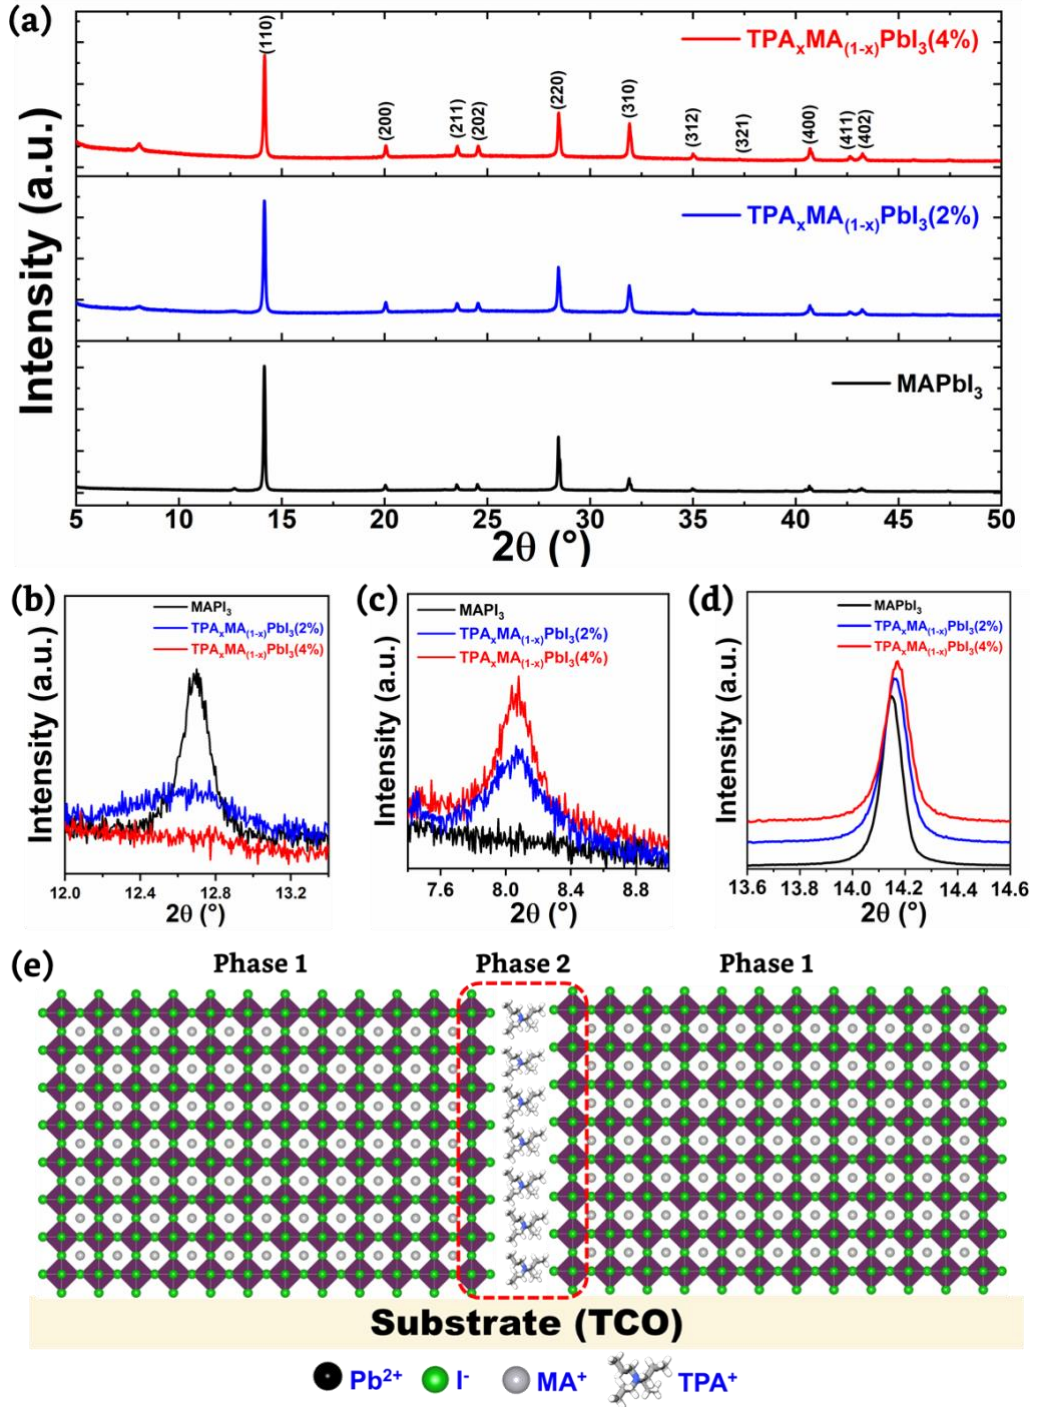 (a)
Intensity (a.u.)
TPAxMA(1-x)PbI3(4%)
(110)
(200)
(211)
(202)
(220)
(310)
(312)
(321)
(400)
(411)
(402)
TPAxMA(1-x)PbI3(2%)
MAPbI3
5 10 15 20 25 30 35 40 45 50
2θ (°)
(b)
Intensity (a.u.)
MAPI3
TPAxMA(1-x)PbI3(2%)
TPAxMA(1-x)PbI3(4%)
12.0 12.4 12.8 13.2
2θ (°)
(c)
Intensity (a.u.)
MAPI3
TPAxMA(1-x)PbI3(2%)
TPAxMA(1-x)PbI3(4%)
7.6 8.0 8.4 8.8
2θ (°)
(d)
Intensity (a.u.)
MAPbI3
TPAxMA(1-x)PbI3(2%)
TPAxMA(1-x)PbI3(4%)
13.6 13.8 14.0 14.2 14.4 14.6
2θ (°)
(e)
Phase 1 Phase 2 Phase 1
Substrate (TCO)
Pb2+ I- MA+ TPA+